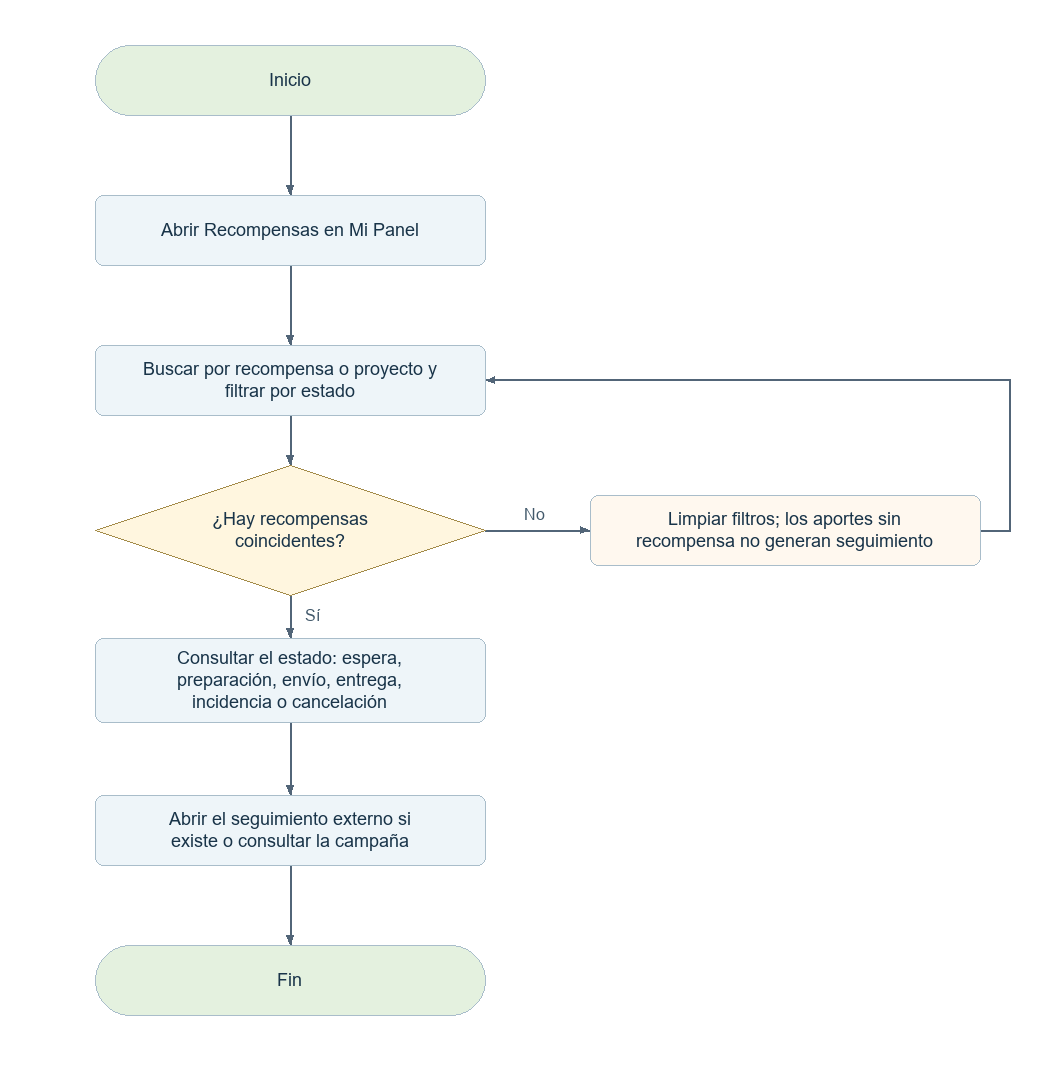 Inicio
Abrir Recompensas en Mi Panel
Buscar por recompensa o proyecto y
filtrar por estado
¿Hay recompensas
coincidentes?
No
Limpiar filtros; los aportes sin
recompensa no generan seguimiento
Sí
Consultar el estado: espera,
preparación, envío, entrega,
incidencia o cancelación
Abrir el seguimiento externo si
existe o consultar la campaña
Fin